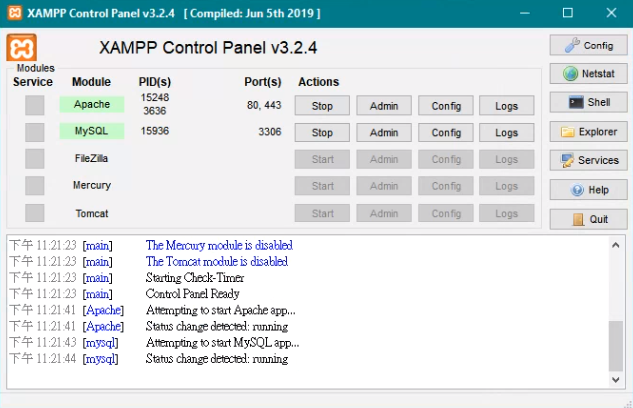 XAMPP Control Panel v3.2.4 [ Compiled: Jun 5th 2019 ]
XAMPP Control Panel v3.2.4
Config
Modules
Service Module PID(s) Port(s) Actions
Netstat
Apache 15248 3636 80, 443 Stop Admin Config Logs
Shell
MySQL 15936 3306 Stop Admin Config Logs
Explorer
FileZilla Start Admin Config Logs
Services
Mercury Start Admin Config Logs
Help
Tomcat Start Admin Config Logs
Quit
下午 11:21:23 [main] The Mercury module is disabled
下午 11:21:23 [main] The Tomcat module is disabled
下午 11:21:23 [main] Starting Check-Timer
下午 11:21:23 [main] Control Panel Ready
下午 11:21:41 [Apache] Attempting to start Apache app...
下午 11:21:41 [Apache] Status change detected: running
下午 11:21:43 [mysql] Attempting to start MySQL app...
下午 11:21:44 [mysql] Status change detected: running